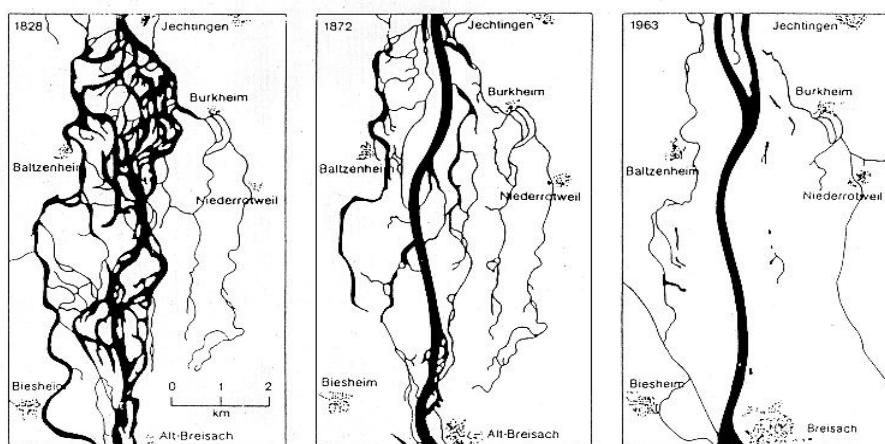 1828
Jechtingen
Burkheim
Baltzenheim
Niederrotweil
Biesheim
0 1 2
km
Alt-Breisach
1872
Jechtingen
Burkheim
Baltzenheim
Niederrotweil
Biesheim
Alt-Breisach
1963
Jechtingen
Burkheim
Baltzenheim
Niederrotweil
Biesheim
Breisach